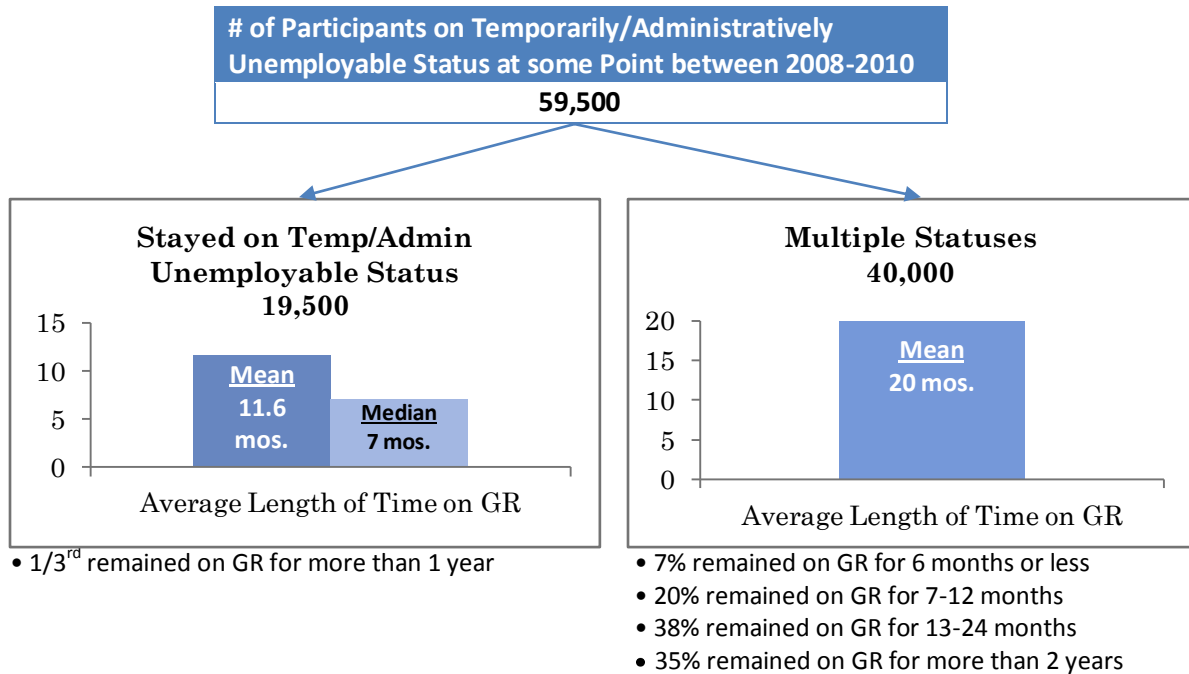 # of Participants on Temporarily/Administratively
Unemployable Status at some Point between 2008-2010
59,500
Stayed on Temp/Admin
Unemployable Status
19,500
15
10
5
0
Mean
11.6
mos.
Median
7 mos.
Average Length of Time on GR
• 1/3rd remained on GR for more than 1 year
Multiple Statuses
40,000
20
15
10
5
0
Mean
20 mos.
Average Length of Time on GR
• 7% remained on GR for 6 months or less
• 20% remained on GR for 7-12 months
• 38% remained on GR for 13-24 months
• 35% remained on GR for more than 2 years